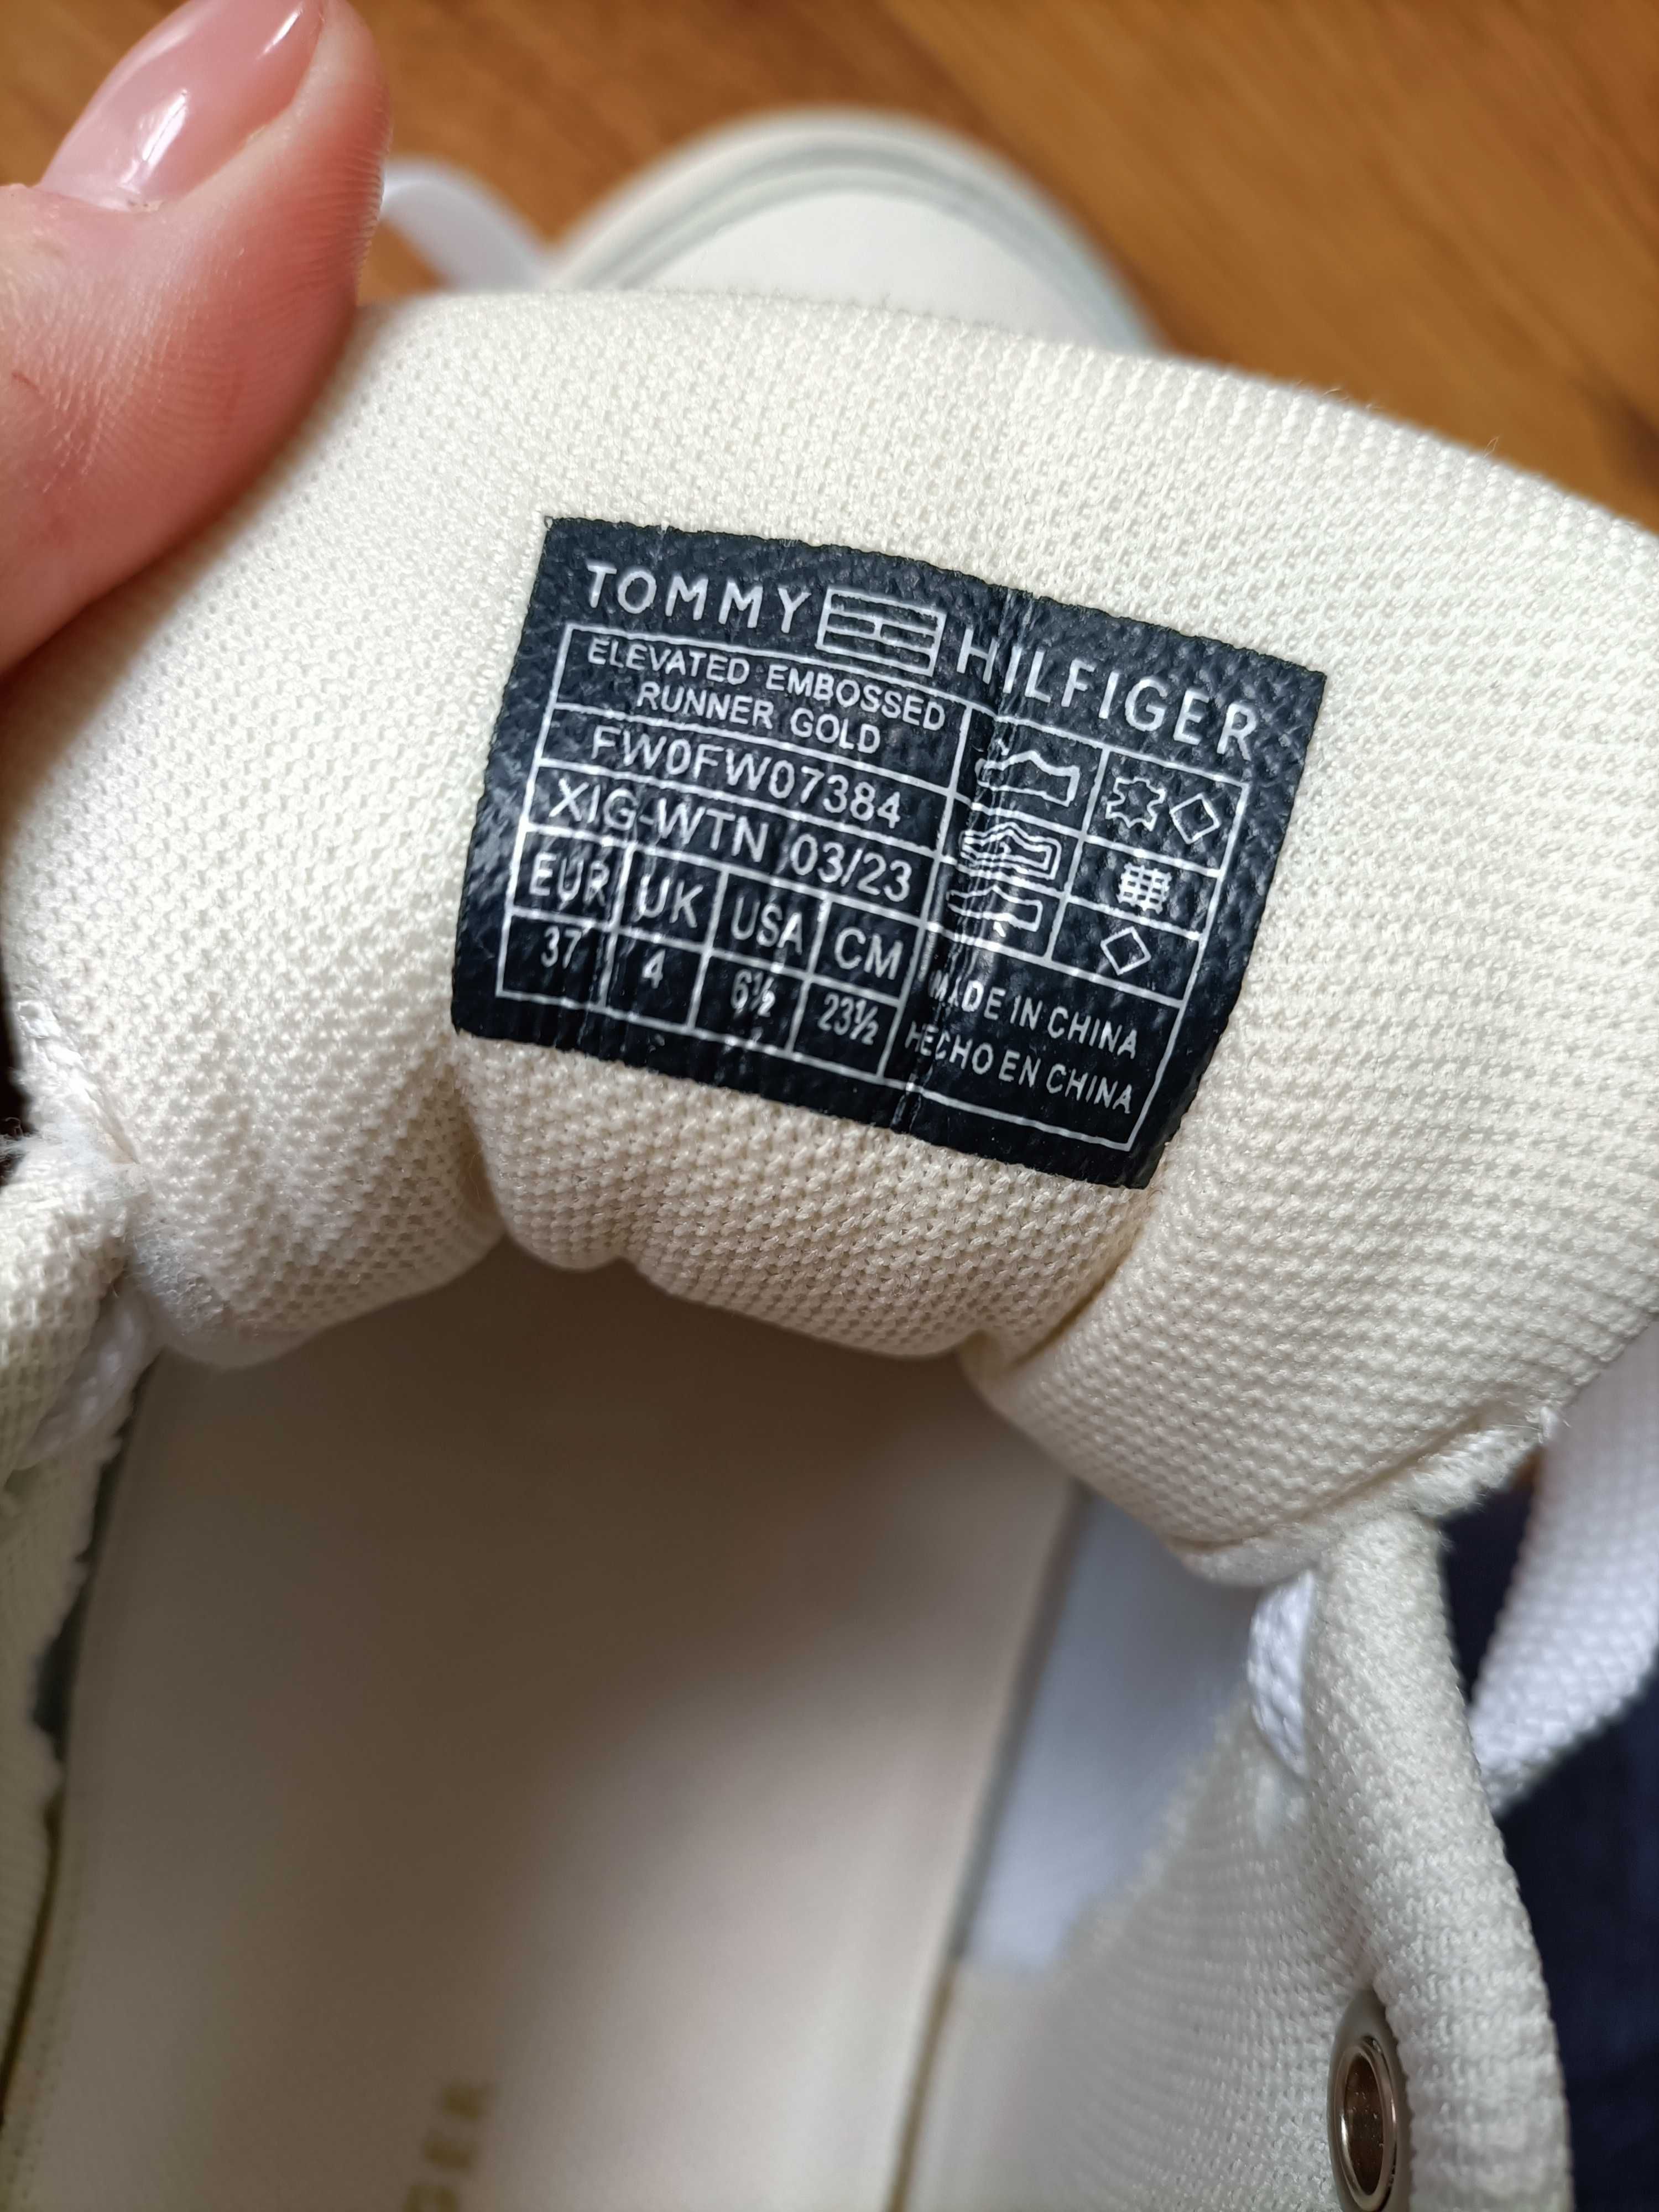 TOMMY HILFIGER
ELEVATED EMBOSSED
RUNNER GOLD
FW0FW07384
XIG-WTN 03/23
EUR UK USA CM
37 4 6½ 23½
MADE IN CHINA
HECHO EN CHINA